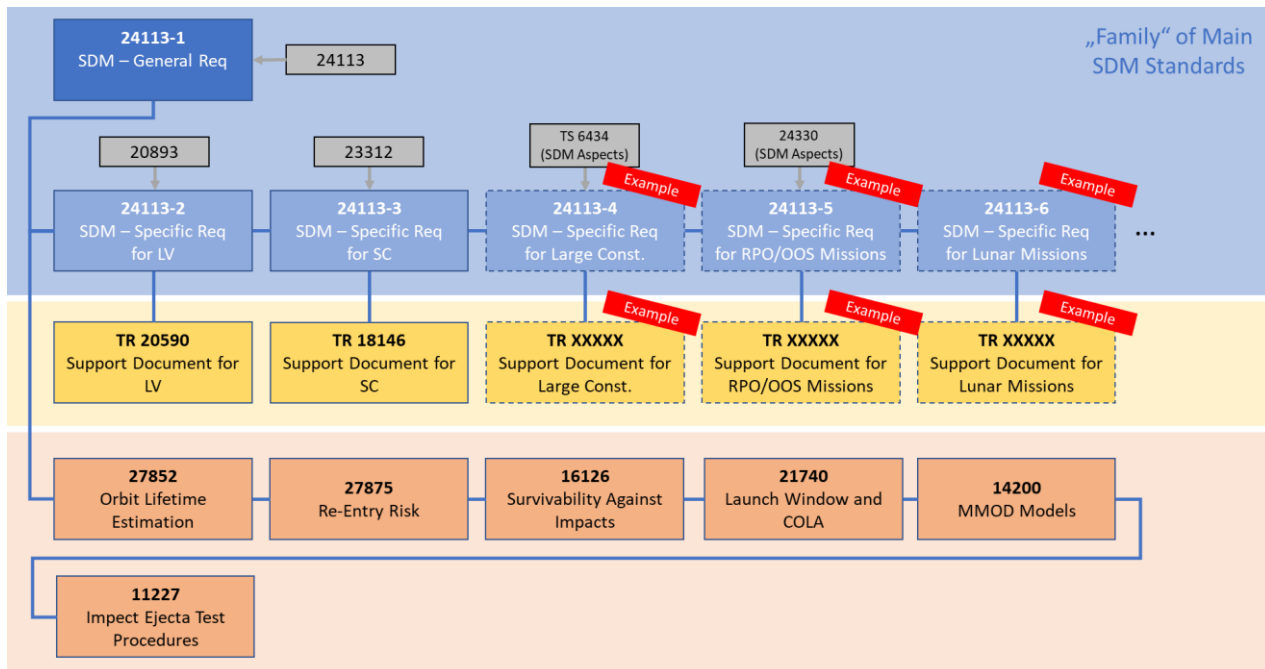 24113-1
SDM – General Req
24113
„Family“ of Main
SDM Standards
20893
23312
TS 6434
(SDM Aspects)
24330
(SDM Aspects)
Example
Example
Example
24113-2
SDM – Specific Req
for LV
24113-3
SDM – Specific Req
for SC
24113-4
SDM – Specific Req
for Large Const.
24113-5
SDM – Specific Req
for RPO/OOS Missions
24113-6
SDM – Specific Req
for Lunar Missions
...
Example
Example
Example
TR 20590
Support Document for
LV
TR 18146
Support Document for
SC
TR XXXXX
Support Document for
Large Const.
TR XXXXX
Support Document for
RPO/OOS Missions
TR XXXXX
Support Document for
Lunar Missions
27852
Orbit Lifetime
Estimation
27875
Re-Entry Risk
16126
Survivability Against
Impacts
21740
Launch Window and
COLA
14200
MMOD Models
11227
Impect Ejecta Test
Procedures